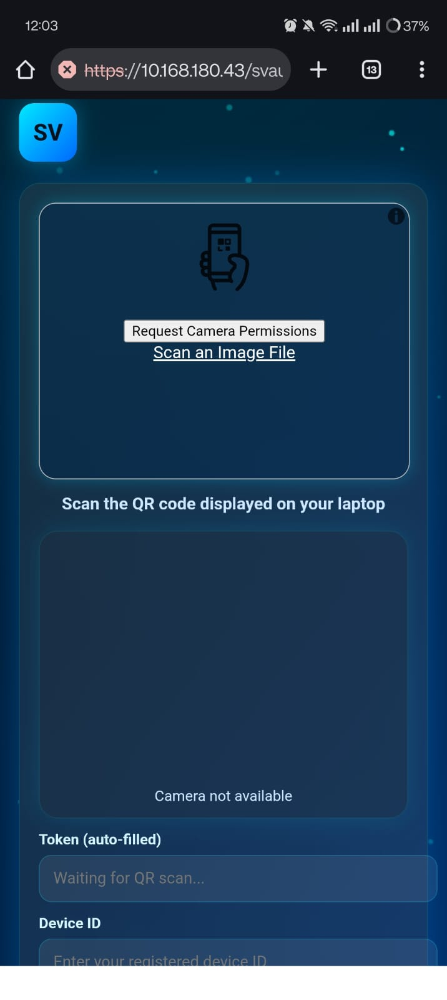 12:03
37%
https://10.168.180.43/svau
13
SV
Request Camera Permissions
Scan an Image File
Scan the QR code displayed on your laptop
Camera not available
Token (auto-filled)
Waiting for QR scan...
Device ID
Enter your registered device ID